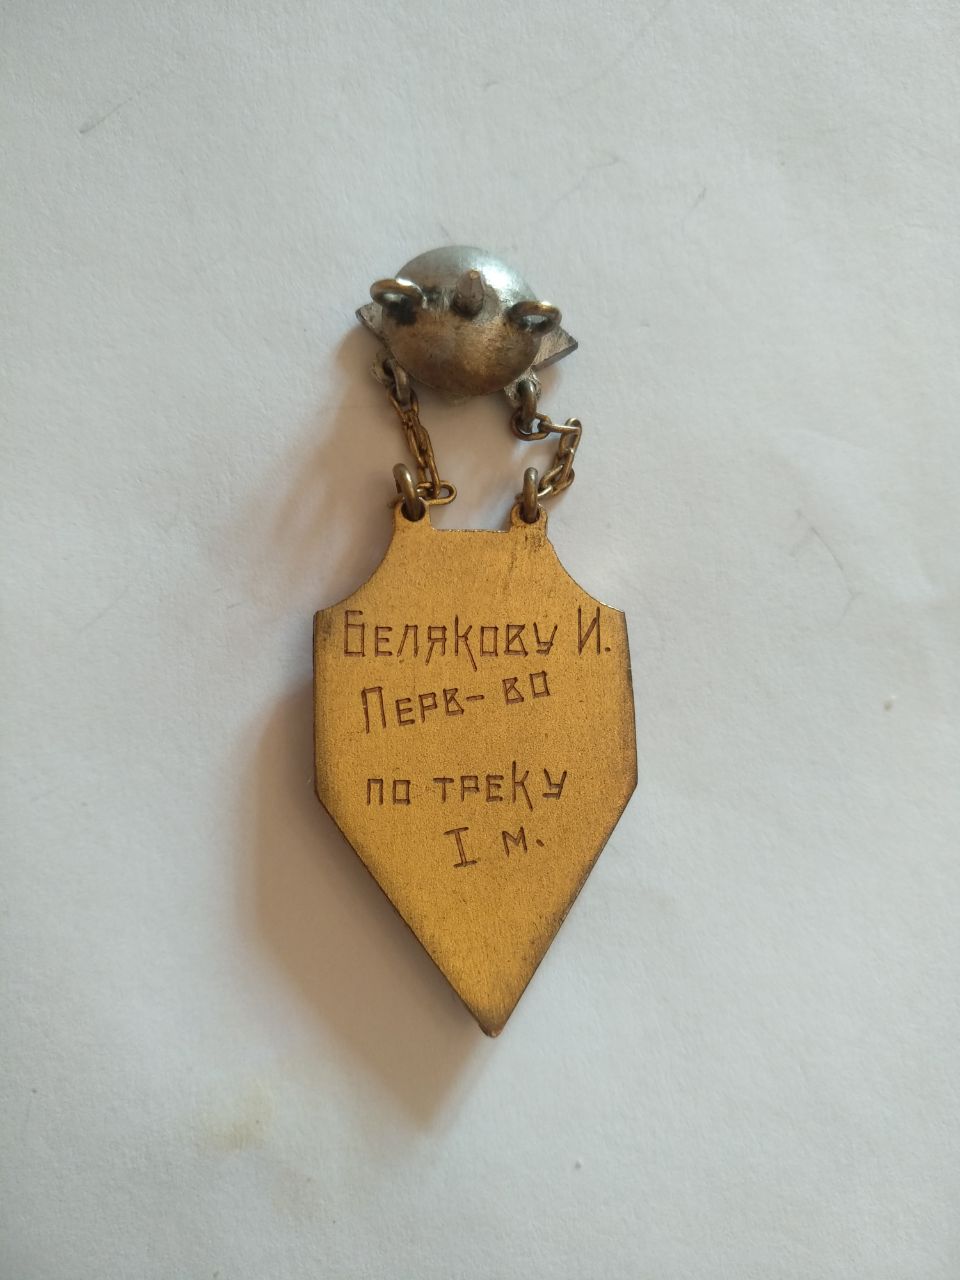 Белякову И.
Перв-во
по треку
I м.